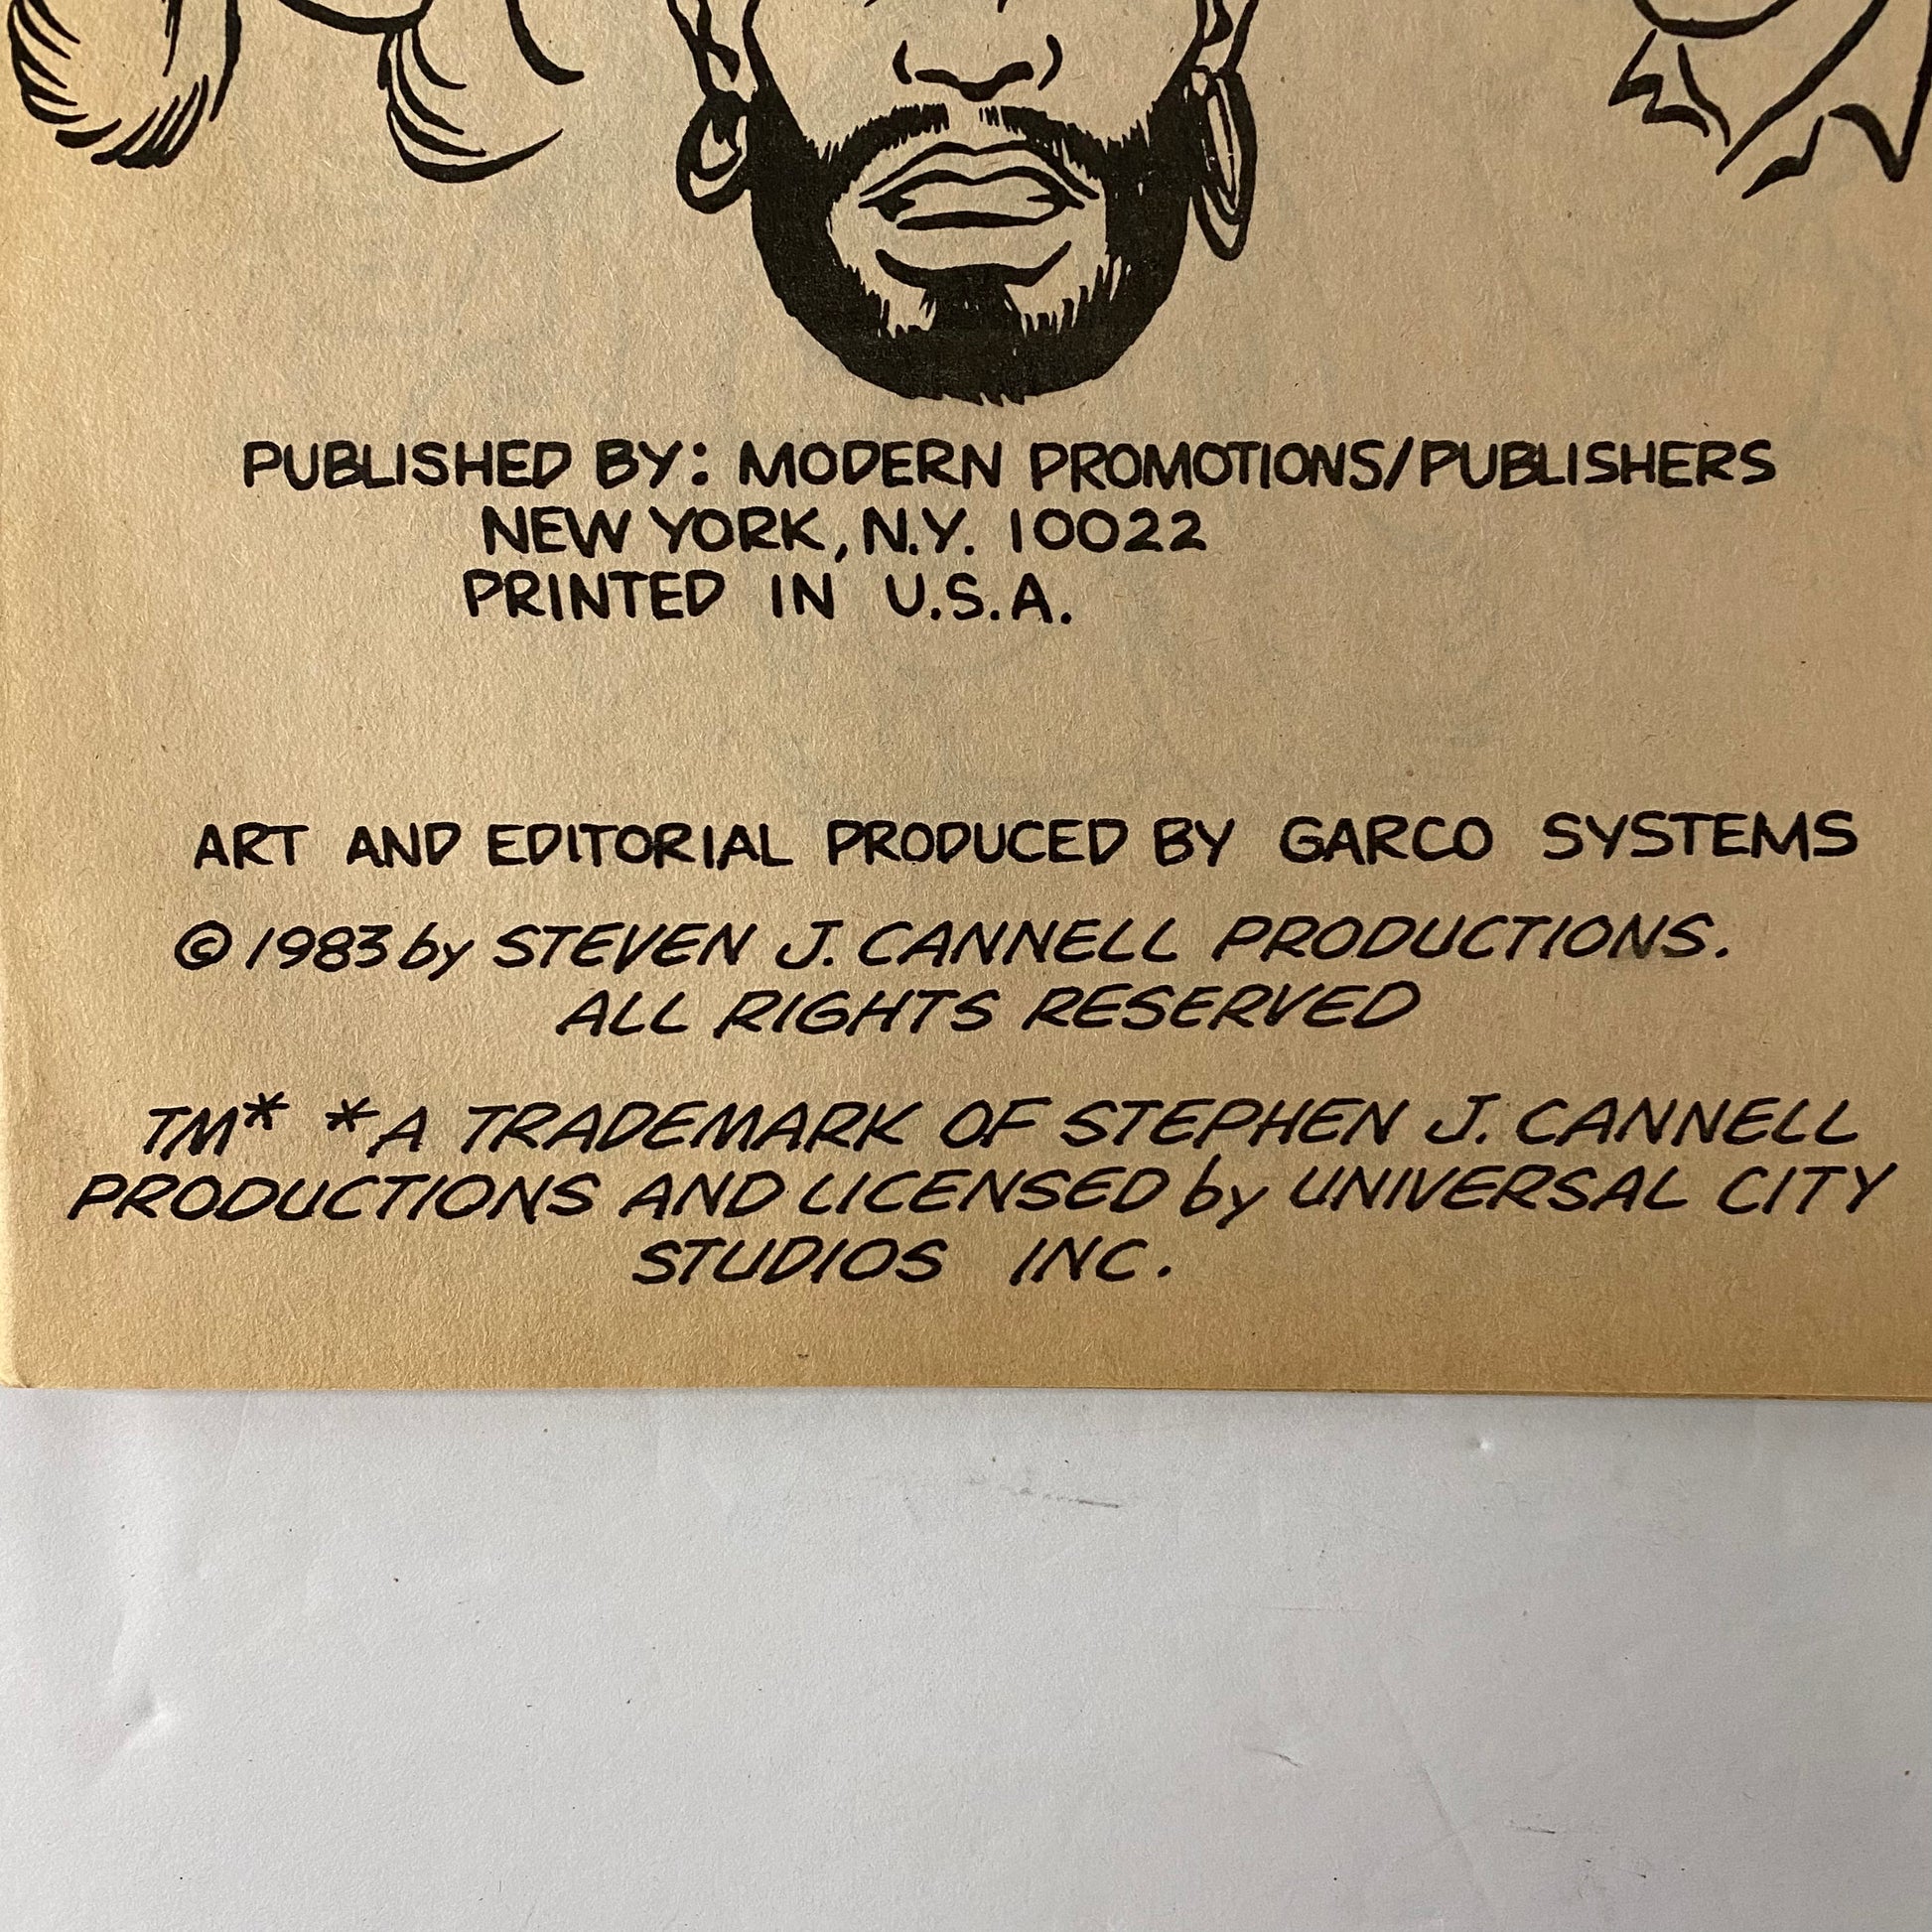 PUBLISHED BY: MODERN PROMOTIONS/PUBLISHERS
NEW YORK, N.Y. 10022
PRINTED IN U.S.A.
ART AND EDITORIAL PRODUCED BY GARCO SYSTEMS
© 1983 by STEVEN J. CANNELL PRODUCTIONS.
ALL RIGHTS RESERVED
TM* *A TRADEMARK OF STEPHEN J. CANNELL
PRODUCTIONS AND LICENSED by UNIVERSAL CITY
STUDIOS INC.